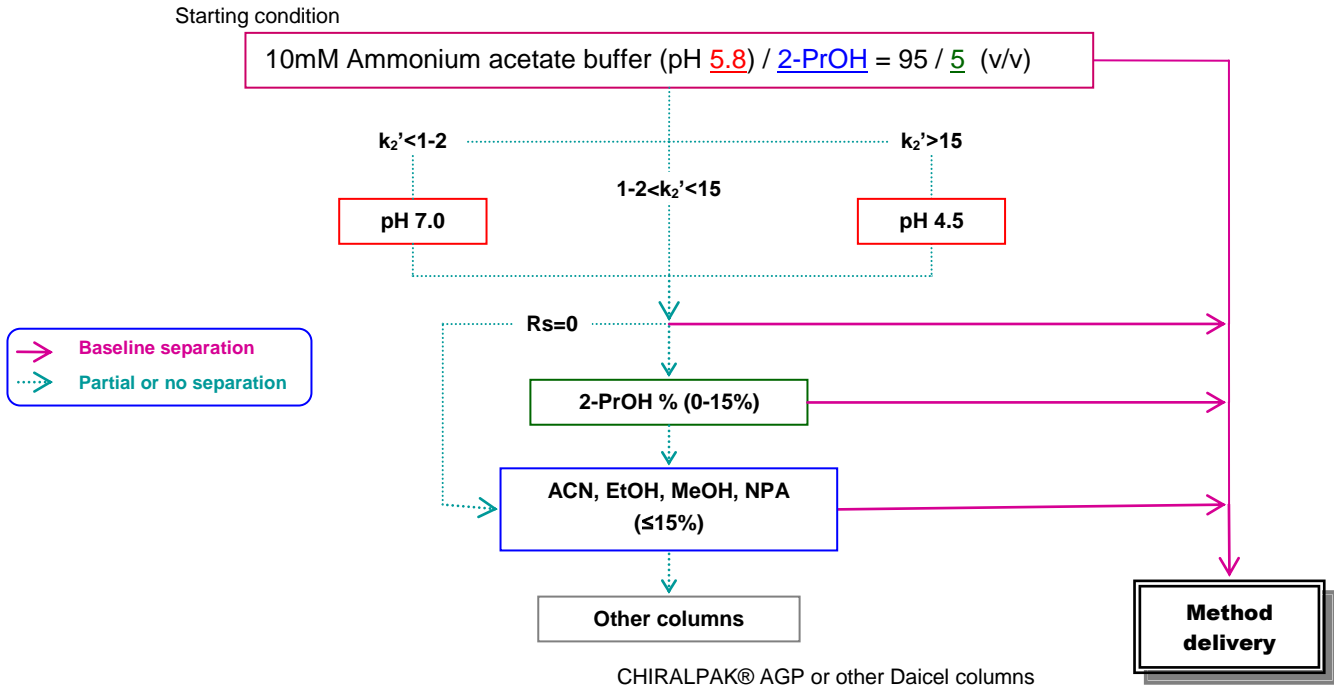 Starting condition
10mM Ammonium acetate buffer (pH 5.8) / 2-PrOH = 95 / 5 (v/v)
k₂’<1-2
k₂’>15
1-2<k₂’<15
pH 7.0
pH 4.5
Rs=0
Baseline separation
Partial or no separation
2-PrOH % (0-15%)
ACN, EtOH, MeOH, NPA
(≤15%)
Other columns
Method
delivery
CHIRALPAK® AGP or other Daicel columns